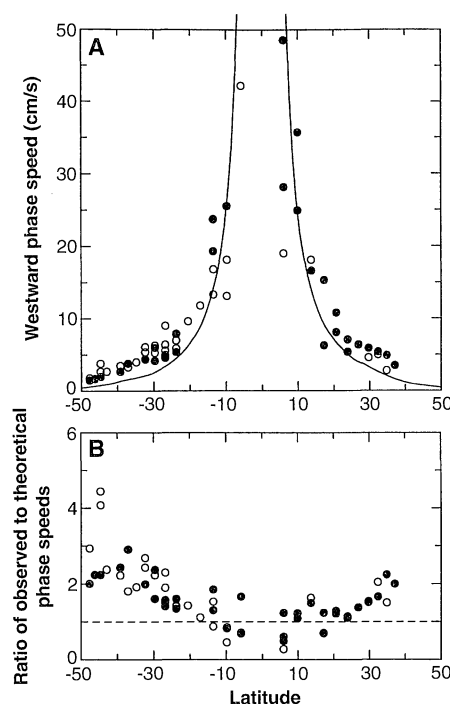 A
Westward phase speed (cm/s)
50
40
30
20
10
0
-50 -30 -10 10 30 50
B
Ratio of observed to theoretical
phase speeds
6
4
2
0
-50 -30 -10 10 30 50
Latitude